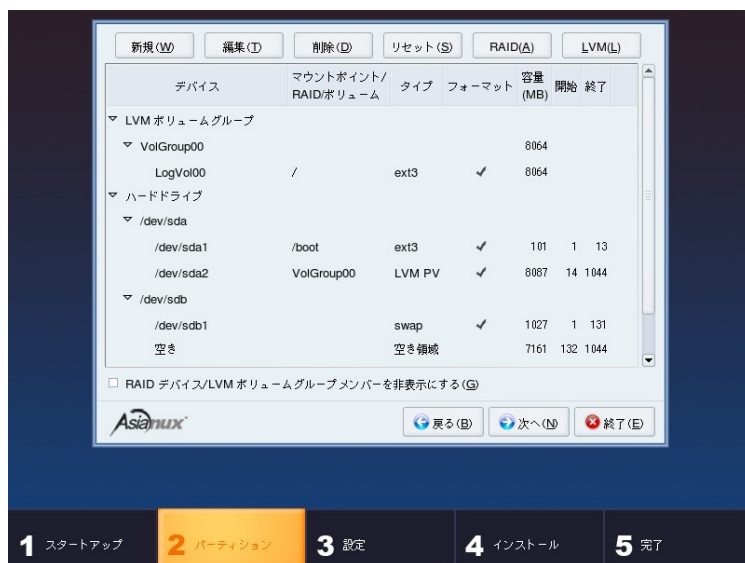 新規(W) 編集(T) 削除(D) リセット(S) RAID(A) LVM(L)
デバイス マウントポイント/RAID/ボリューム タイプ フォーマット 容量(MB) 開始 終了
LVM ボリュームグループ
VolGroup00 8064
LogVol00 / ext3 ✓ 8064
ハードドライブ
/dev/sda
/dev/sda1 /boot ext3 ✓ 101 1 13
/dev/sda2 VolGroup00 LVM PV ✓ 8087 14 1044
/dev/sdb
/dev/sdb1 swap ✓ 1027 1 131
空き 空き領域 7161 132 1044
RAID デバイス/LVM ボリュームグループメンバーを非表示にする(G)
Asianux 戻る(B) 次へ(N) 終了(E)
1 スタートアップ 2 パーティション 3 設定 4 インストール 5 完了